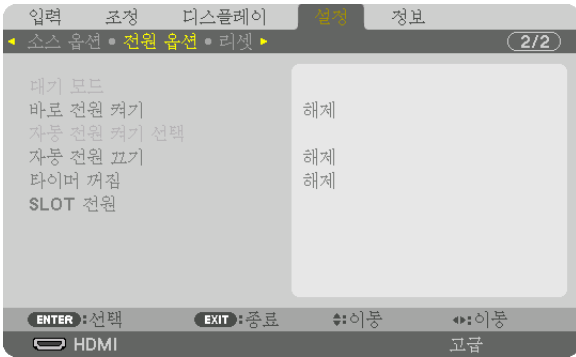 입력 조정 디스플레이 설정 정보
소스 옵션 • 전원 옵션 • 리셋 2/2
대기 모드
바로 전원 켜기 해제
자동 전원 켜기 선택
자동 전원 끄기 해제
타이머 꺼짐 해제
SLOT 전원
ENTER :선택 EXIT :종료 :이동 :이동
HDMI 고급